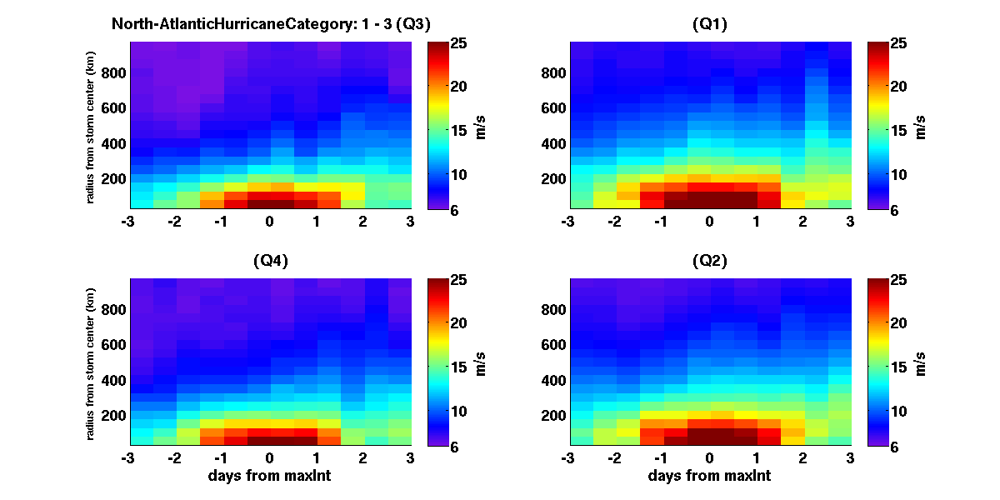 North-AtlanticHurricaneCategory: 1 - 3 (Q3)
(Q1)
radius from storm center (km)
800
600
400
200
-3 -2 -1 0 1 2 3
25
20
15
10
6
m/s
800
600
400
200
-3 -2 -1 0 1 2 3
25
20
15
10
6
m/s
(Q4)
(Q2)
radius from storm center (km)
800
600
400
200
-3 -2 -1 0 1 2 3
days from maxInt
25
20
15
10
6
m/s
800
600
400
200
-3 -2 -1 0 1 2 3
days from maxInt
25
20
15
10
6
m/s